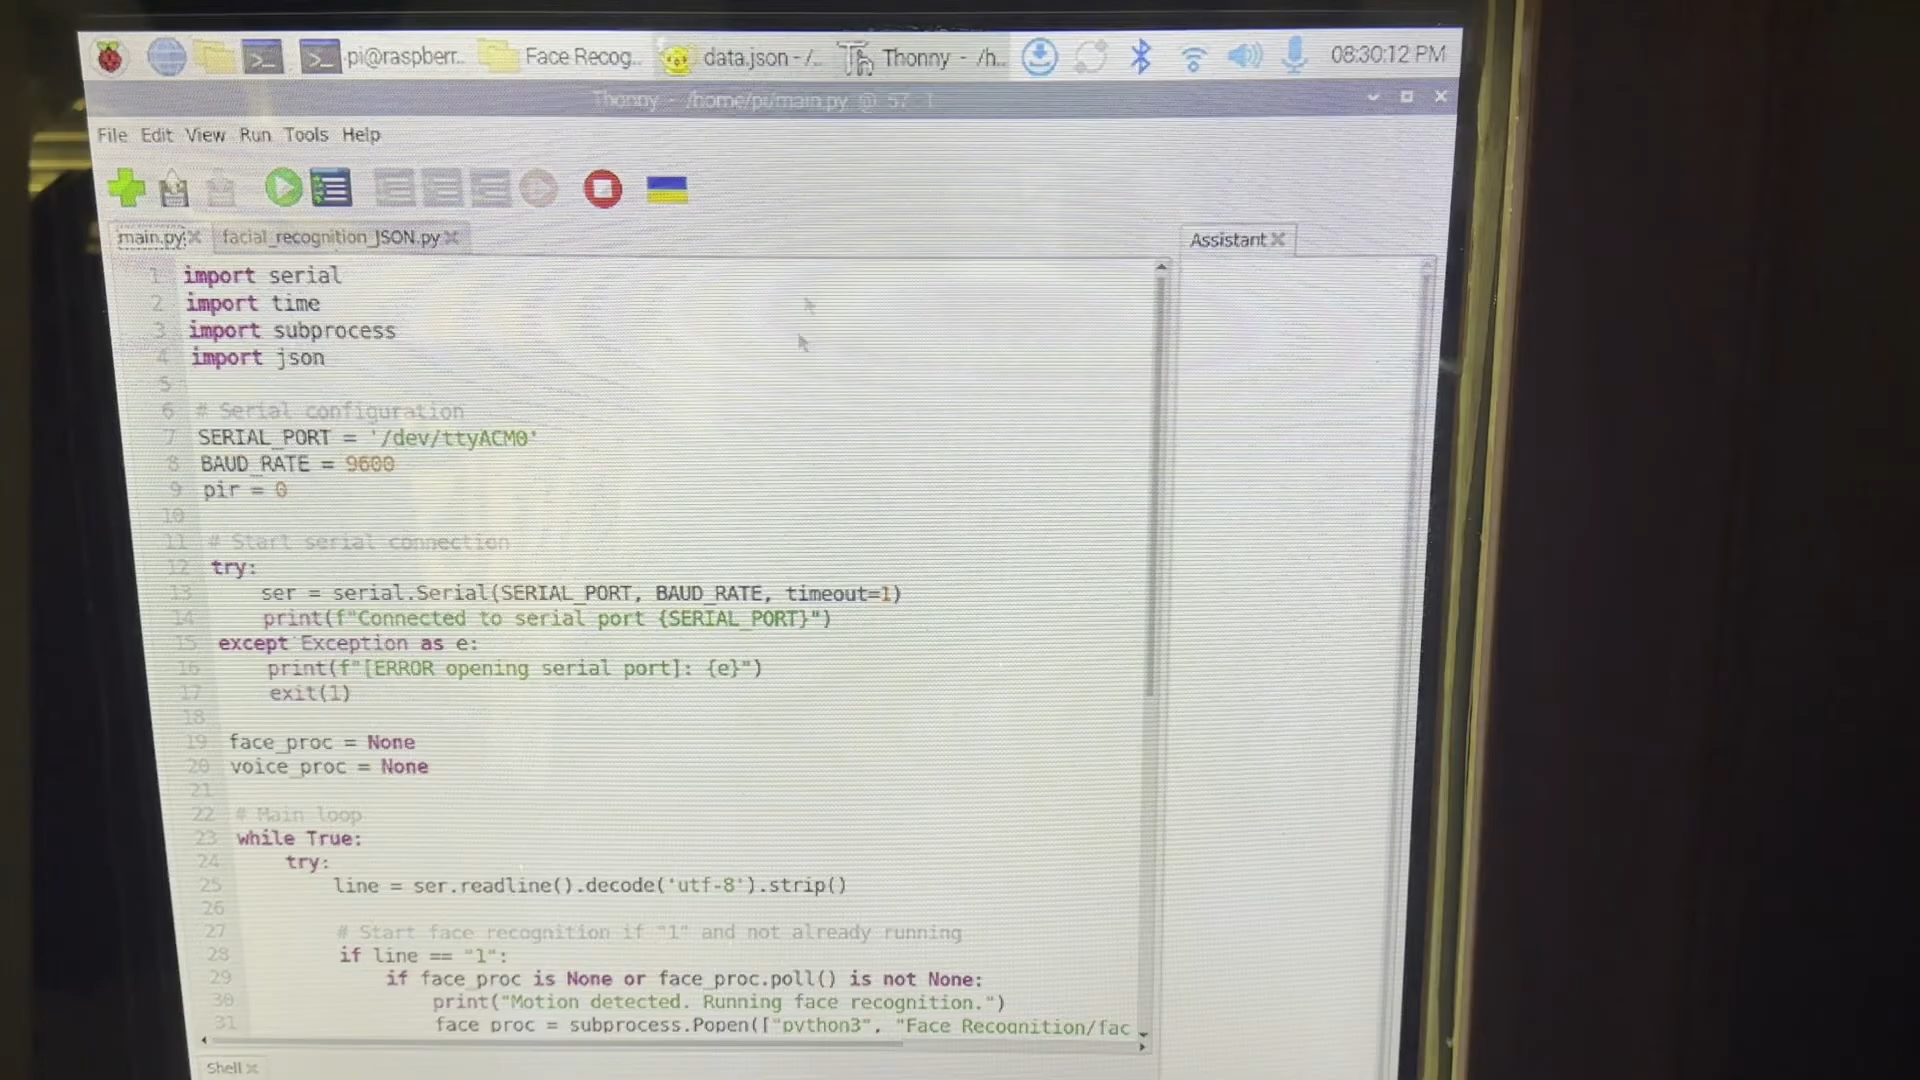 pi@raspberr.. Face Recog.. data.json - /.. Thonny - /h.. 08:30:12 PM
Thonny - /home/pi/main.py @ 57 : 1
File Edit View Run Tools Help
main.py facial_recognition_JSON.py Assistant
1 import serial
2 import time
3 import subprocess
4 import json
5
6 # Serial configuration
7 SERIAL_PORT = '/dev/ttyACM0'
8 BAUD_RATE = 9600
9 pir = 0
10
11 # Start serial connection
12 try:
13 ser = serial.Serial(SERIAL_PORT, BAUD_RATE, timeout=1)
14 print(f"Connected to serial port {SERIAL_PORT}")
15 except Exception as e:
16 print(f"[ERROR opening serial port]: {e}")
17 exit(1)
18
19 face_proc = None
20 voice_proc = None
21
22 # Main loop
23 while True:
24 try:
25 line = ser.readline().decode('utf-8').strip()
26
27 # Start face recognition if "1" and not already running
28 if line == "1":
29 if face_proc is None or face_proc.poll() is not None:
30 print("Motion detected. Running face recognition.")
31 face_proc = subprocess.Popen(["python3", "Face Recognition/fac
Shell